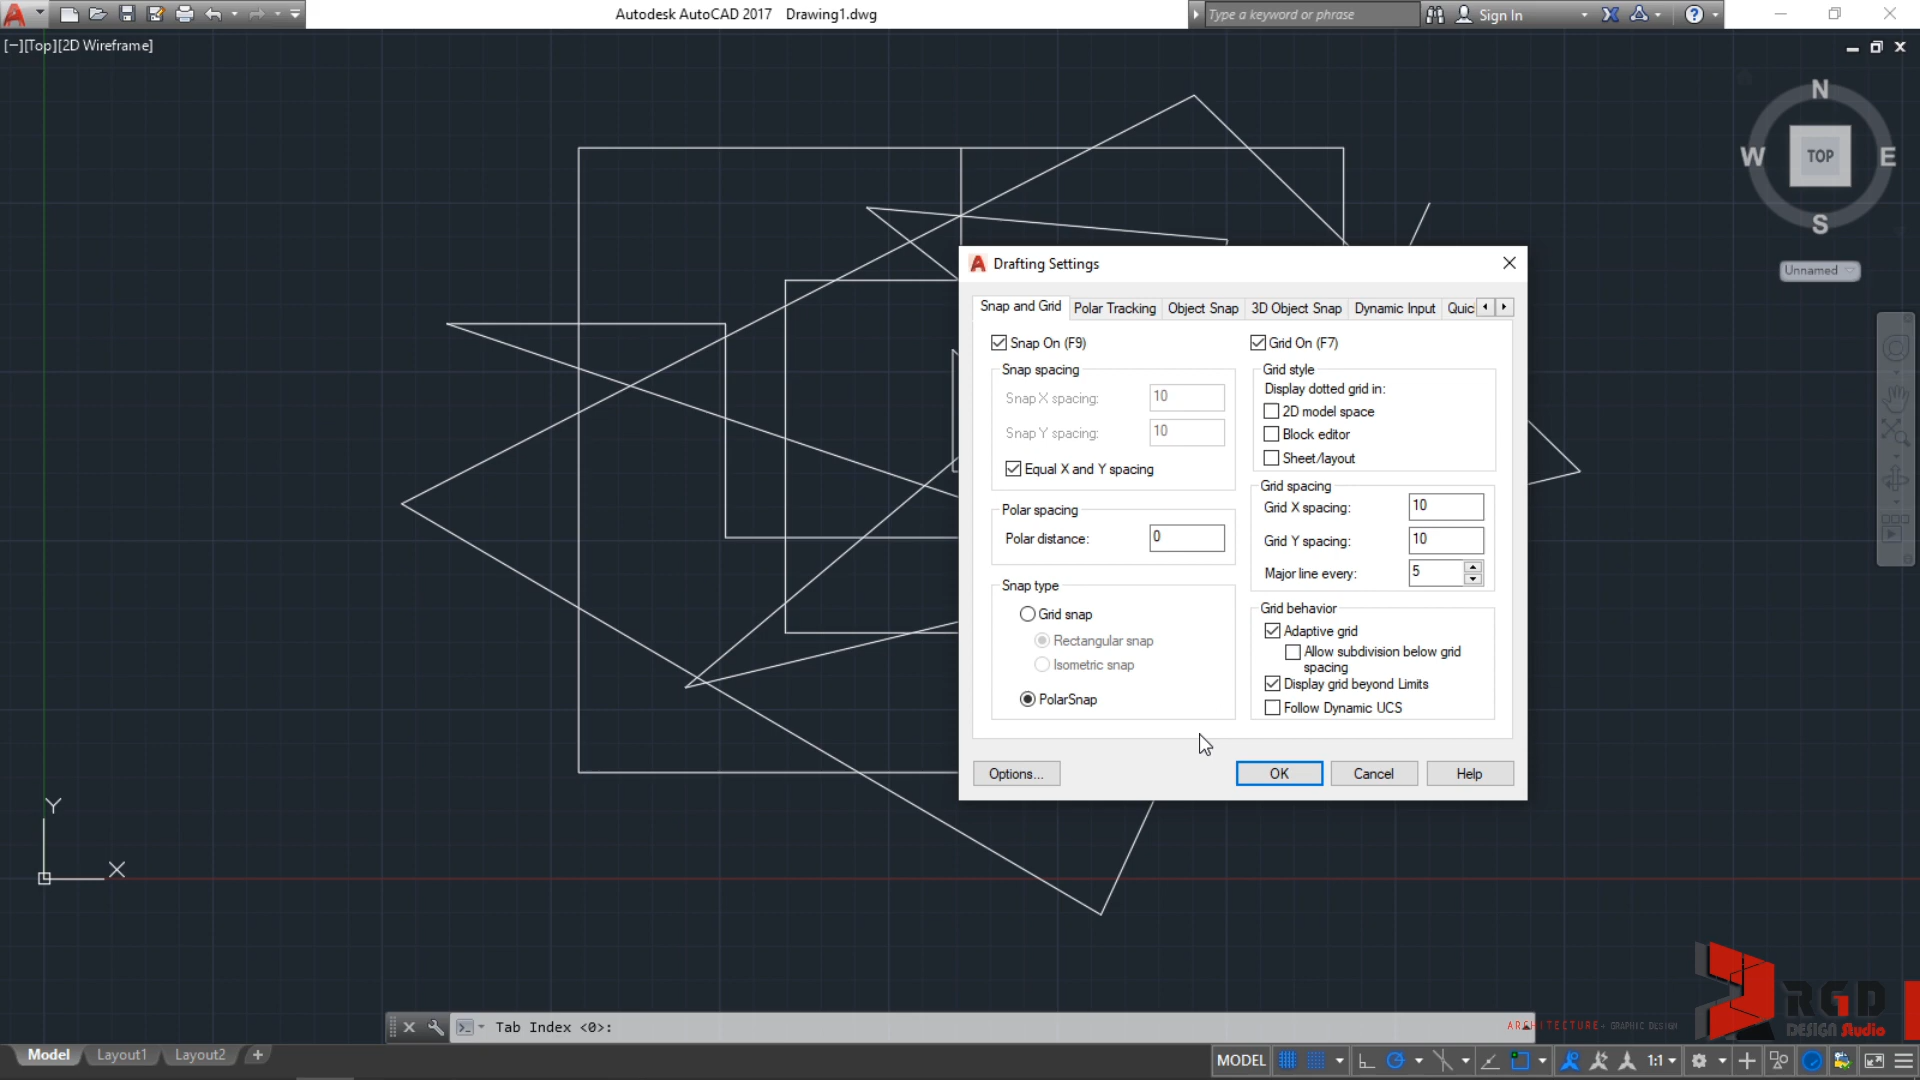 Autodesk AutoCAD 2017 Drawing1.dwg
Type a keyword or phrase
Sign In
[−][Top][2D Wireframe]
N
W TOP E
S
Unnamed
Drafting Settings
Snap and Grid Polar Tracking Object Snap 3D Object Snap Dynamic Input Quic
Snap On (F9)
Snap spacing
Snap X spacing: 10
Snap Y spacing: 10
Equal X and Y spacing
Polar spacing
Polar distance: 0
Snap type
Grid snap
Rectangular snap
Isometric snap
PolarSnap
Grid On (F7)
Grid style
Display dotted grid in:
2D model space
Block editor
Sheet/layout
Grid spacing
Grid X spacing: 10
Grid Y spacing: 10
Major line every: 5
Grid behavior
Adaptive grid
Allow subdivision below grid
spacing
Display grid beyond Limits
Follow Dynamic UCS
Options... OK Cancel Help
Y
X
Tab Index <0>:
RGD
DESIGN Studio
ARCHITECTURE + GRAPHIC DESIGN
Model Layout1 Layout2 +
MODEL 1:1